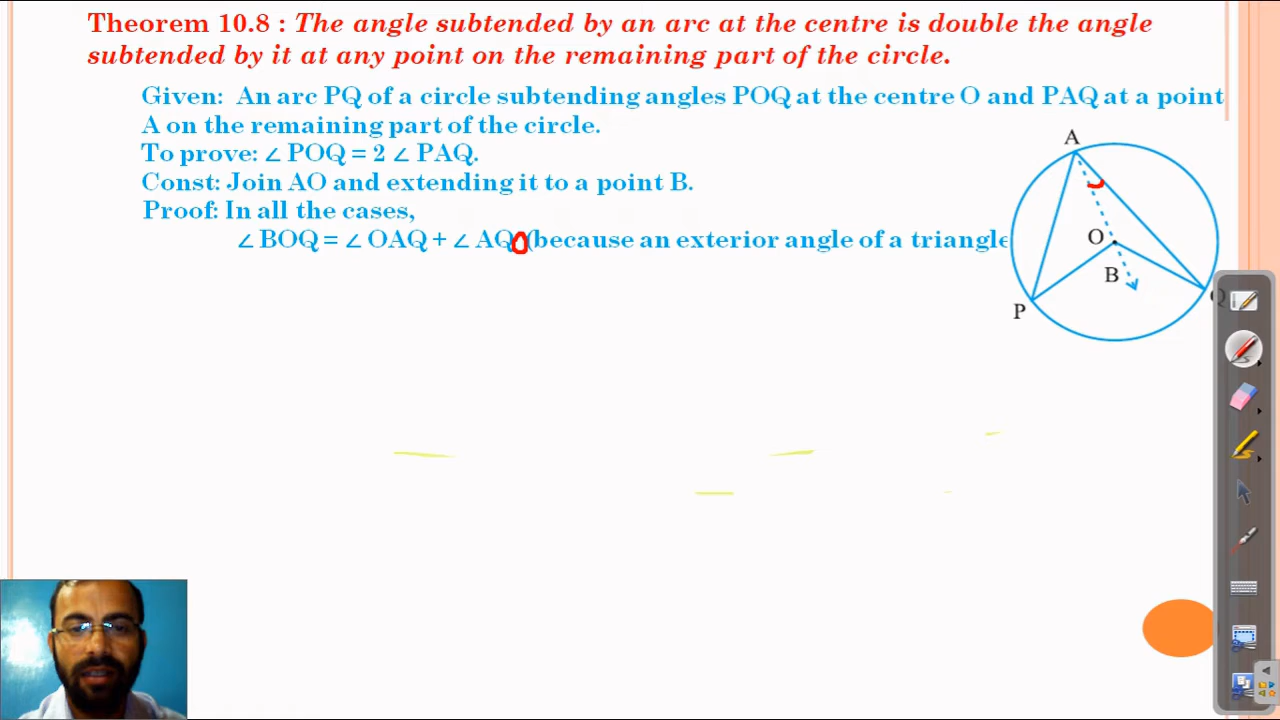 Theorem 10.8 : The angle subtended by an arc at the centre is double the angle
subtended by it at any point on the remaining part of the circle.
Given: An arc PQ of a circle subtending angles POQ at the centre O and PAQ at a point
A on the remaining part of the circle.
To prove: ∠ POQ = 2 ∠ PAQ.
Const: Join AO and extending it to a point B.
Proof: In all the cases,
∠ BOQ = ∠ OAQ + ∠ AQO (because an exterior angle of a triangle
A
O
B
P
Q